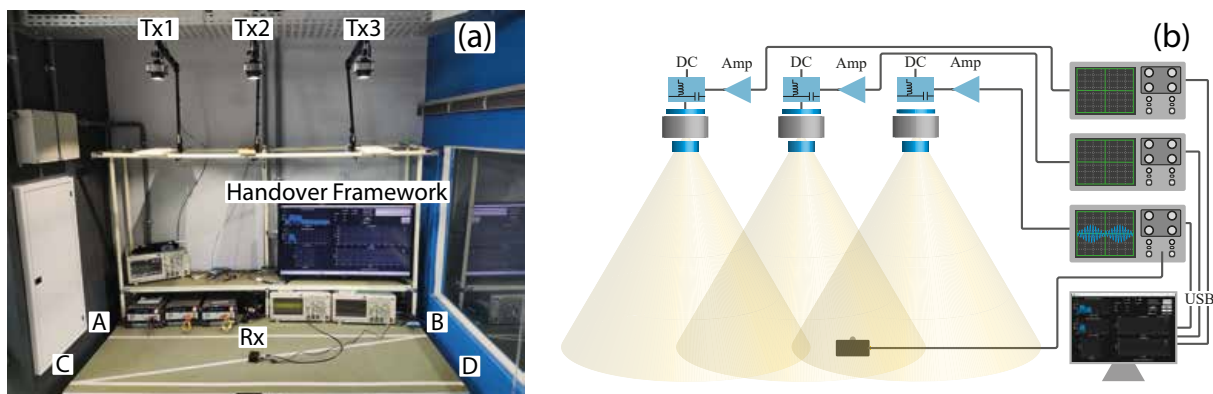 Tx1 Tx2 Tx3 (a)
Handover Framework
A B
Rx
C D
(b)
DC Amp DC Amp DC Amp
USB